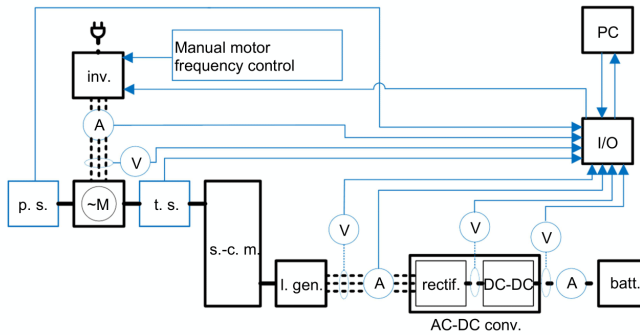 PC
Manual motor
frequency control
inv.
A
I/O
V
p. s.
~M
t. s.
V
V
V
s.-c. m.
l. gen.
A
rectif.
DC-DC
A
batt.
AC-DC conv.